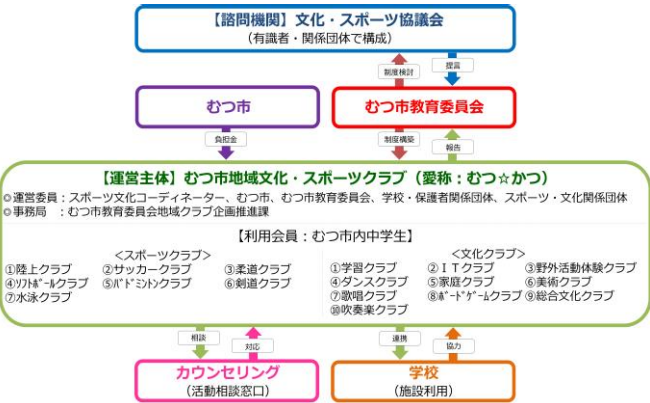 【諮問機関】文化・スポーツ協議会
（有識者・関係団体で構成）
制度検討
提言
むつ市
むつ市教育委員会
負担金
制度構築
報告
【運営主体】むつ市地域文化・スポーツクラブ（愛称：むつ☆かつ）
◎運営委員：スポーツ文化コーディネーター、むつ市、むつ市教育委員会、学校・保護者関係団体、スポーツ・文化関係団体
◎事務局　：むつ市教育委員会地域クラブ企画推進課
【利用会員：むつ市内中学生】
＜スポーツクラブ＞
①陸上クラブ　②サッカークラブ　③柔道クラブ
④ｿﾌﾄﾎﾞｰﾙクラブ　⑤ﾊﾞﾄﾞﾐﾝﾄﾝクラブ　⑥剣道クラブ
⑦水泳クラブ
＜文化クラブ＞
①学習クラブ　②ＩＴクラブ　③野外活動体験クラブ
④ダンスクラブ　⑤家庭クラブ　⑥美術クラブ
⑦歌唱クラブ　⑧ﾎﾞｰﾄﾞｹﾞｰﾑクラブ　⑨総合文化クラブ
⑩吹奏楽クラブ
相談
対応
連携
協力
カウンセリング
（活動相談窓口）
学校
（施設利用）